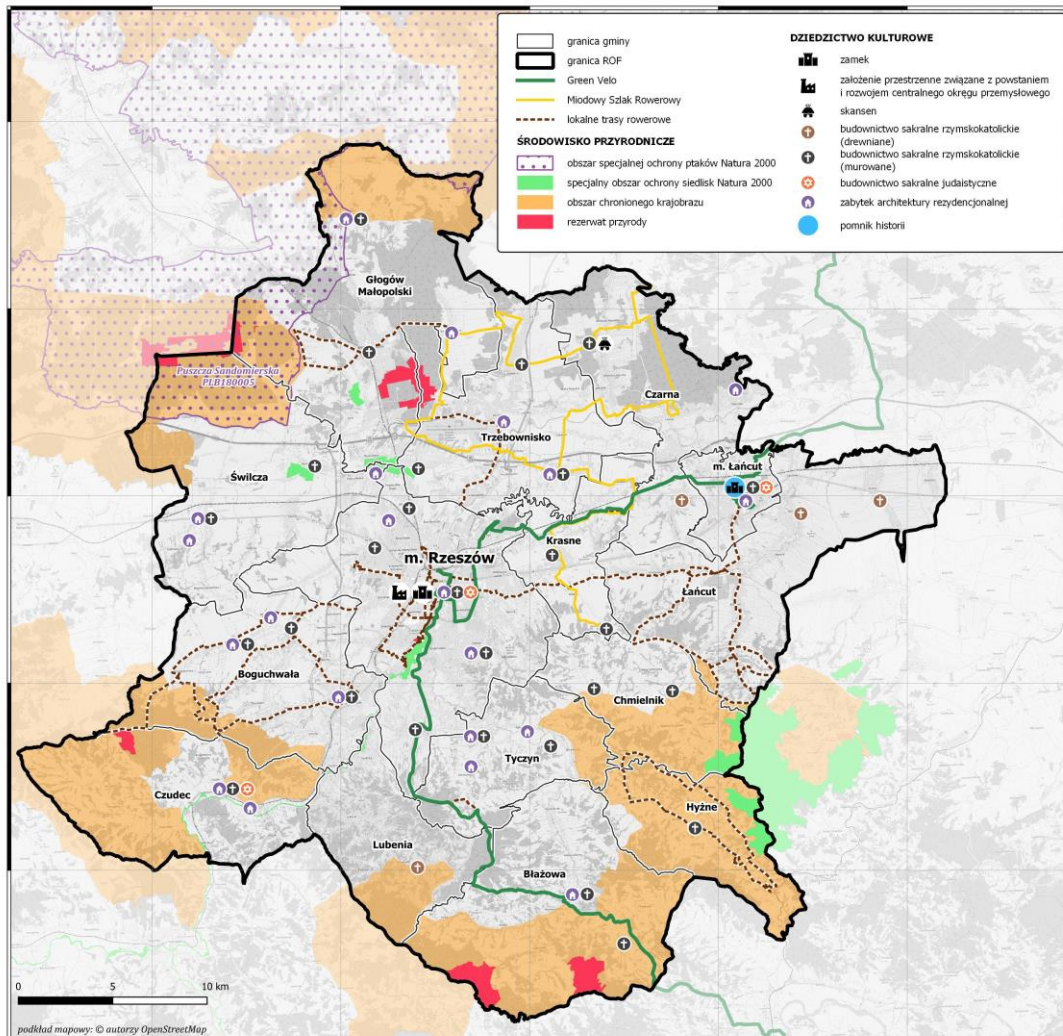 granica gminy
granica ROF
Green Velo
Miodowy Szlak Rowerowy
lokalne trasy rowerowe
ŚRODOWISKO PRZYRODNICZE
obszar specjalnej ochrony ptaków Natura 2000
specjalny obszar ochrony siedlisk Natura 2000
obszar chronionego krajobrazu
rezerwat przyrody
DZIEDZICTWO KULTUROWE
zamek
założenie przestrzenne związane z powstaniem
i rozwojem centralnego okręgu przemysłowego
skansen
budownictwo sakralne rzymskokatolickie
(drewniane)
budownictwo sakralne rzymskokatolickie
(murowane)
budownictwo sakralne judaistyczne
zabytek architektury rezydencjonalnej
pomnik historii
Głogów
Małopolski
Puszcza Sandomierska
PLB180005
Czarna
Trzebownisko
Świlcza
m. Łańcut
Krasne
m. Rzeszów
Łańcut
Boguchwała
Chmielnik
Tyczyn
Czudec
Hyżne
Lubenia
Błażowa
0 5 10 km
podkład mapowy: © autorzy OpenStreetMap